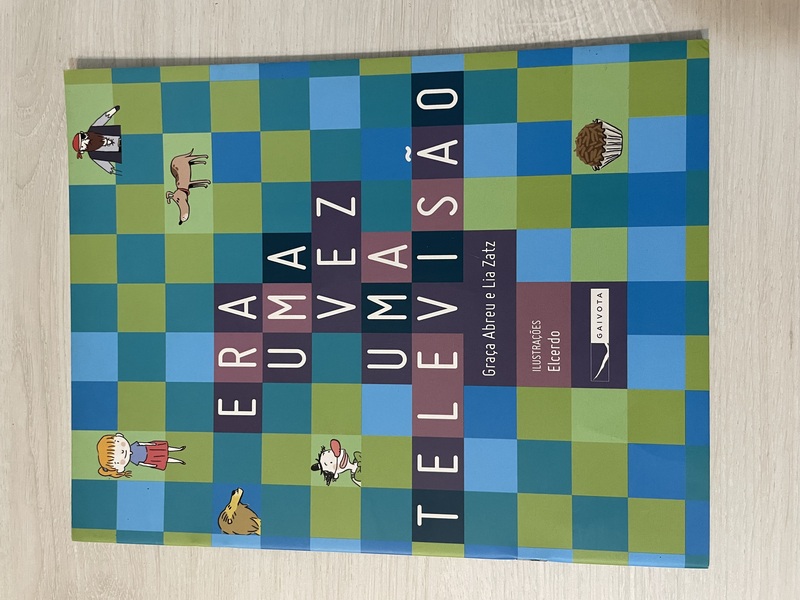 ERA
UMA
VEZ
UMA
TELEVISÃO
Graça Abreu e Lia Zatz
ILUSTRAÇÕES
Elcerdo
GAIVOTA